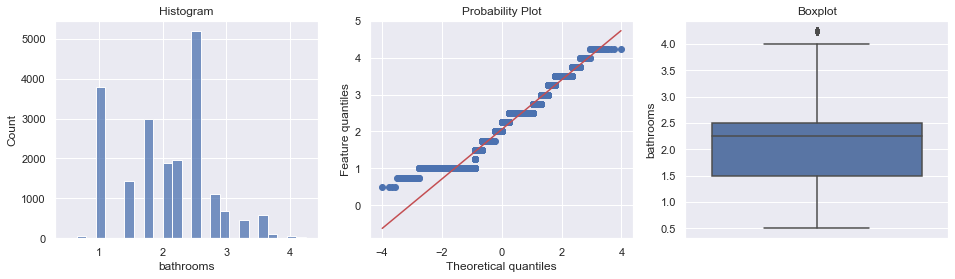 Histogram
Count
5000
4000
3000
2000
1000
0
1 2 3 4
bathrooms
Probability Plot
Feature quantiles
5
4
3
2
1
0
−4 −2 0 2 4
Theoretical quantiles
Boxplot
bathrooms
4.0
3.5
3.0
2.5
2.0
1.5
1.0
0.5